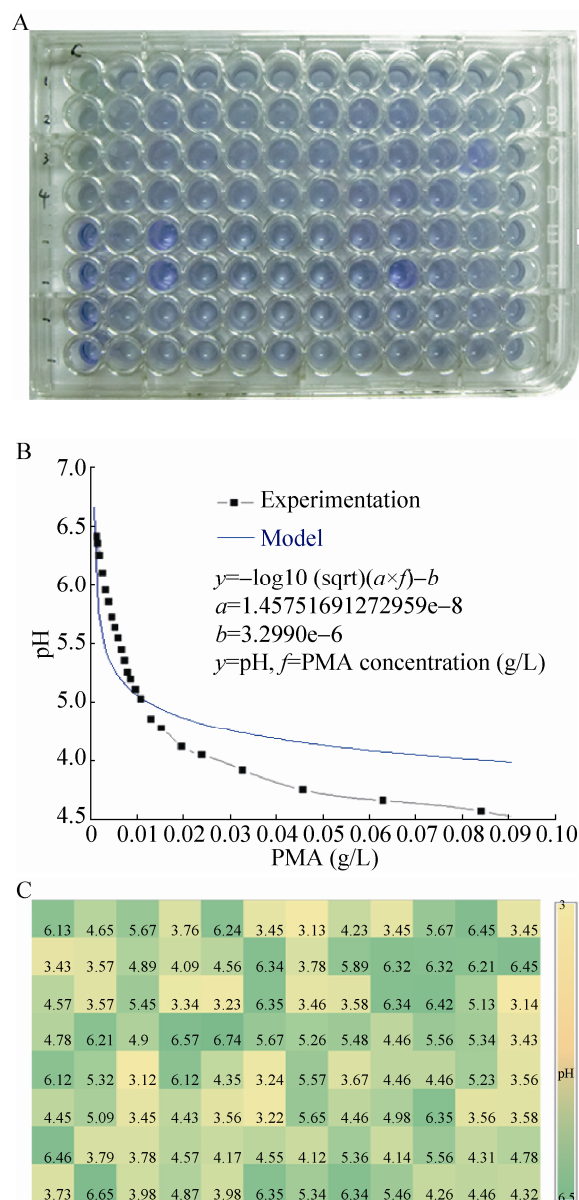 A
C
1 A
2 B
3 C
4 D
E
F
G
B
7.0
6.5
6.0
5.5
5.0
4.0
4.5
pH
Experimentation
Model
y=−log10 (sqrt)(a×f)−b
a=1.45751691272959e−8
b=3.2990e−6
y=pH, f=PMA concentration (g/L)
0 0.01 0.02 0.03 0.04 0.05 0.06 0.07 0.08 0.09 0.10
PMA (g/L)
C
3
6.13 4.65 5.67 3.76 6.24 3.45 3.13 4.23 3.45 5.67 6.45 3.45
3.43 3.57 4.89 4.09 4.56 6.34 3.78 5.89 6.32 6.32 6.21 6.45
4.57 3.57 5.45 3.34 3.23 6.35 3.46 3.58 6.34 6.42 5.13 3.14
4.78 6.21 4.9 6.57 6.74 5.67 5.26 5.48 4.46 5.56 5.34 3.43
pH
6.12 5.32 3.12 6.12 4.35 3.24 5.57 3.67 4.46 4.46 5.23 3.56
4.45 5.09 3.45 4.43 3.56 3.22 5.65 4.46 4.98 6.35 3.56 3.58
6.46 3.79 3.78 4.57 4.17 4.55 4.12 5.36 4.14 5.56 4.31 4.78
3.73 6.65 3.98 4.87 3.98 6.35 5.34 6.34 5.46 4.26 4.46 4.32